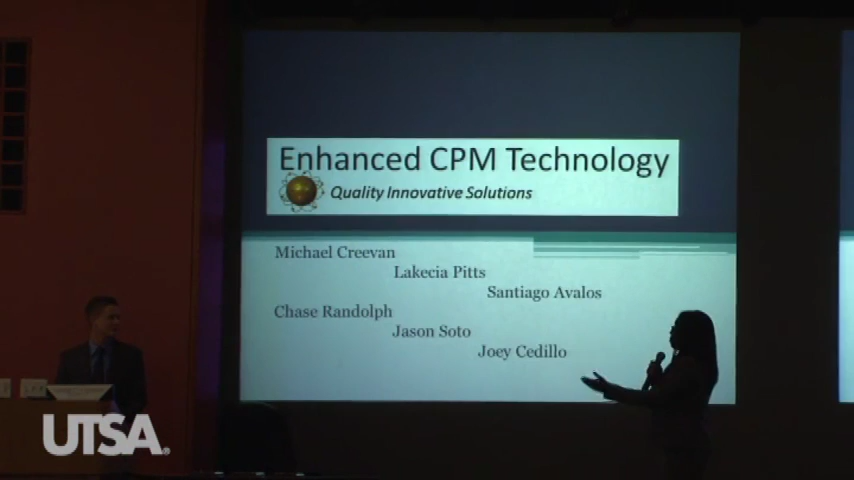 Enhanced CPM Technology
Quality Innovative Solutions
Michael Creevan
Lakecia Pitts
Santiago Avalos
Chase Randolph
Jason Soto
Joey Cedillo
UTSA®